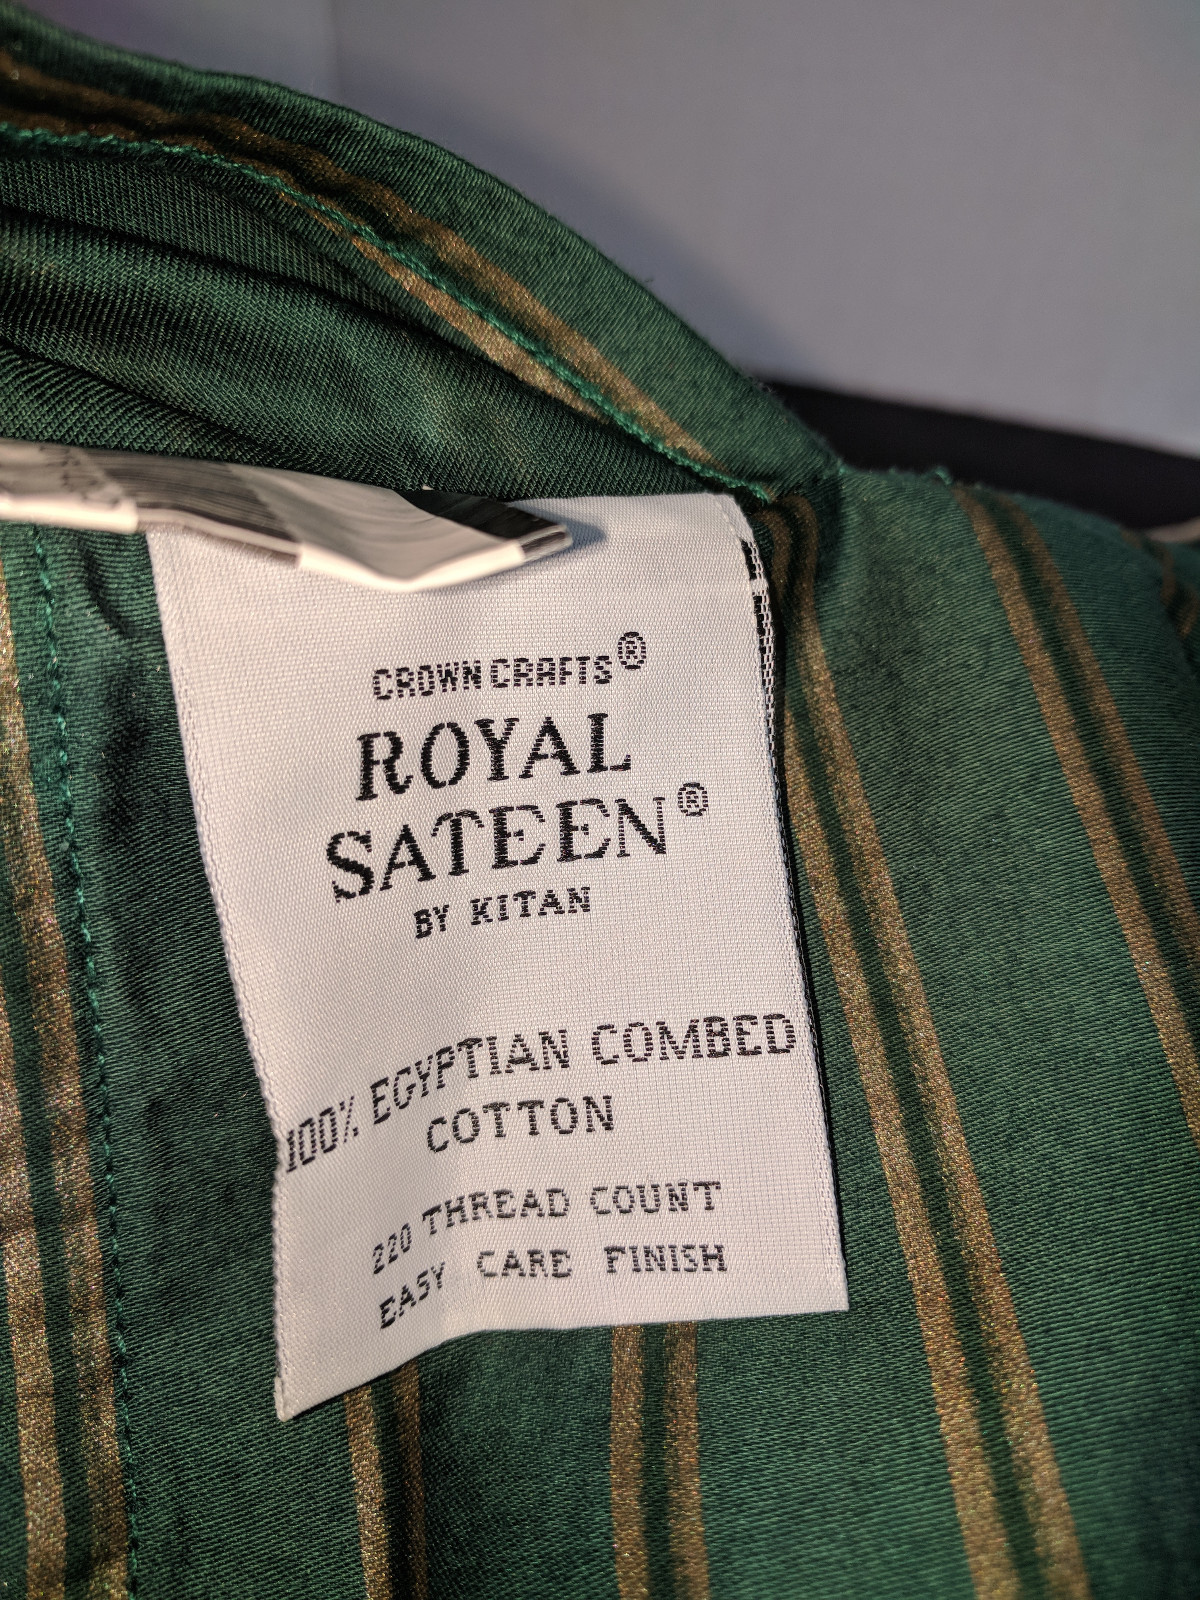 CROWN CRAFTS®
ROYAL
SATEEN®
BY KITAN
100% EGYPTIAN COMBED
COTTON
220 THREAD COUNT
EASY CARE FINISH